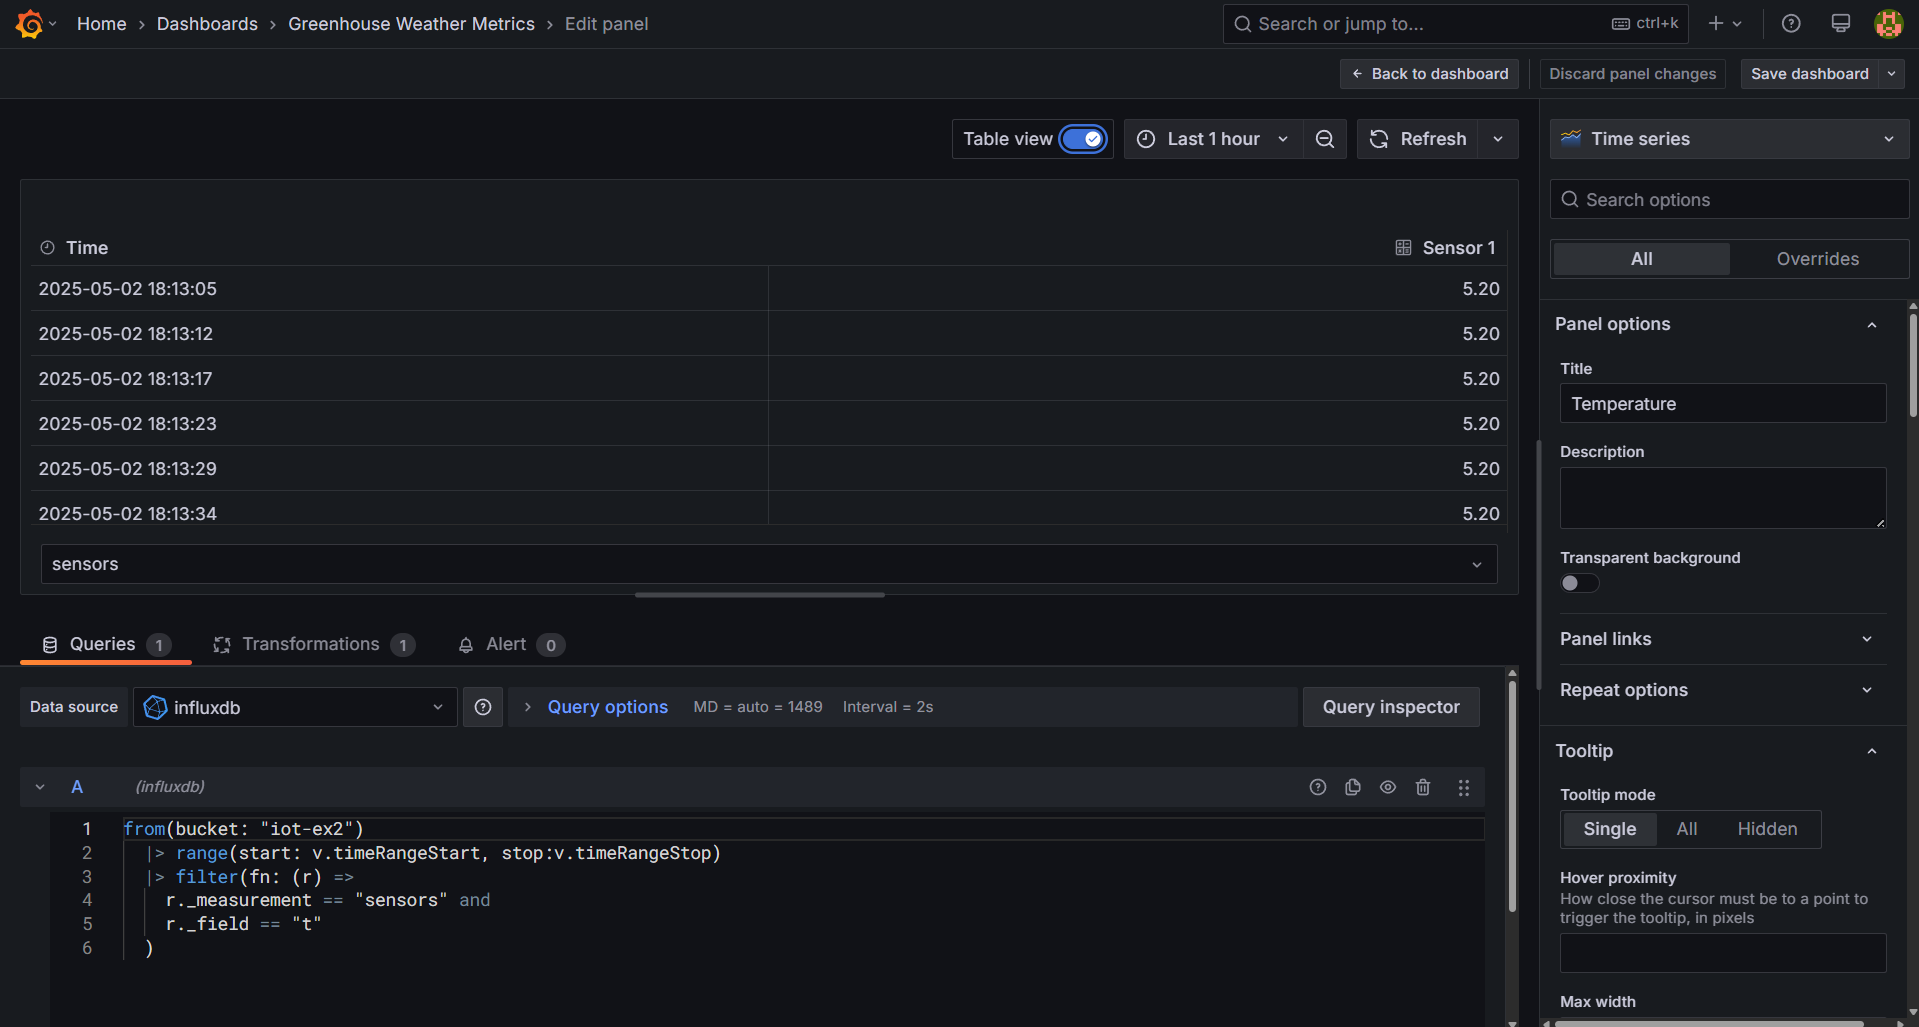 Home › Dashboards › Greenhouse Weather Metrics › Edit panel
Search or jump to... ctrl+k
Back to dashboard Discard panel changes Save dashboard
Table view Last 1 hour Refresh
Time Sensor 1
2025-05-02 18:13:05 5.20
2025-05-02 18:13:12 5.20
2025-05-02 18:13:17 5.20
2025-05-02 18:13:23 5.20
2025-05-02 18:13:29 5.20
2025-05-02 18:13:34 5.20
sensors
Queries 1 Transformations 1 Alert 0
Data source influxdb Query options MD = auto = 1489 Interval = 2s Query inspector
A (influxdb)
1 from(bucket: "iot-ex2")
2 |> range(start: v.timeRangeStart, stop:v.timeRangeStop)
3 |> filter(fn: (r) =>
4 r._measurement == "sensors" and
5 r._field == "t"
6 )
Time series
Search options
All Overrides
Panel options
Title
Temperature
Description
Transparent background
Panel links
Repeat options
Tooltip
Tooltip mode
Single All Hidden
Hover proximity
How close the cursor must be to a point to
trigger the tooltip, in pixels
Max width